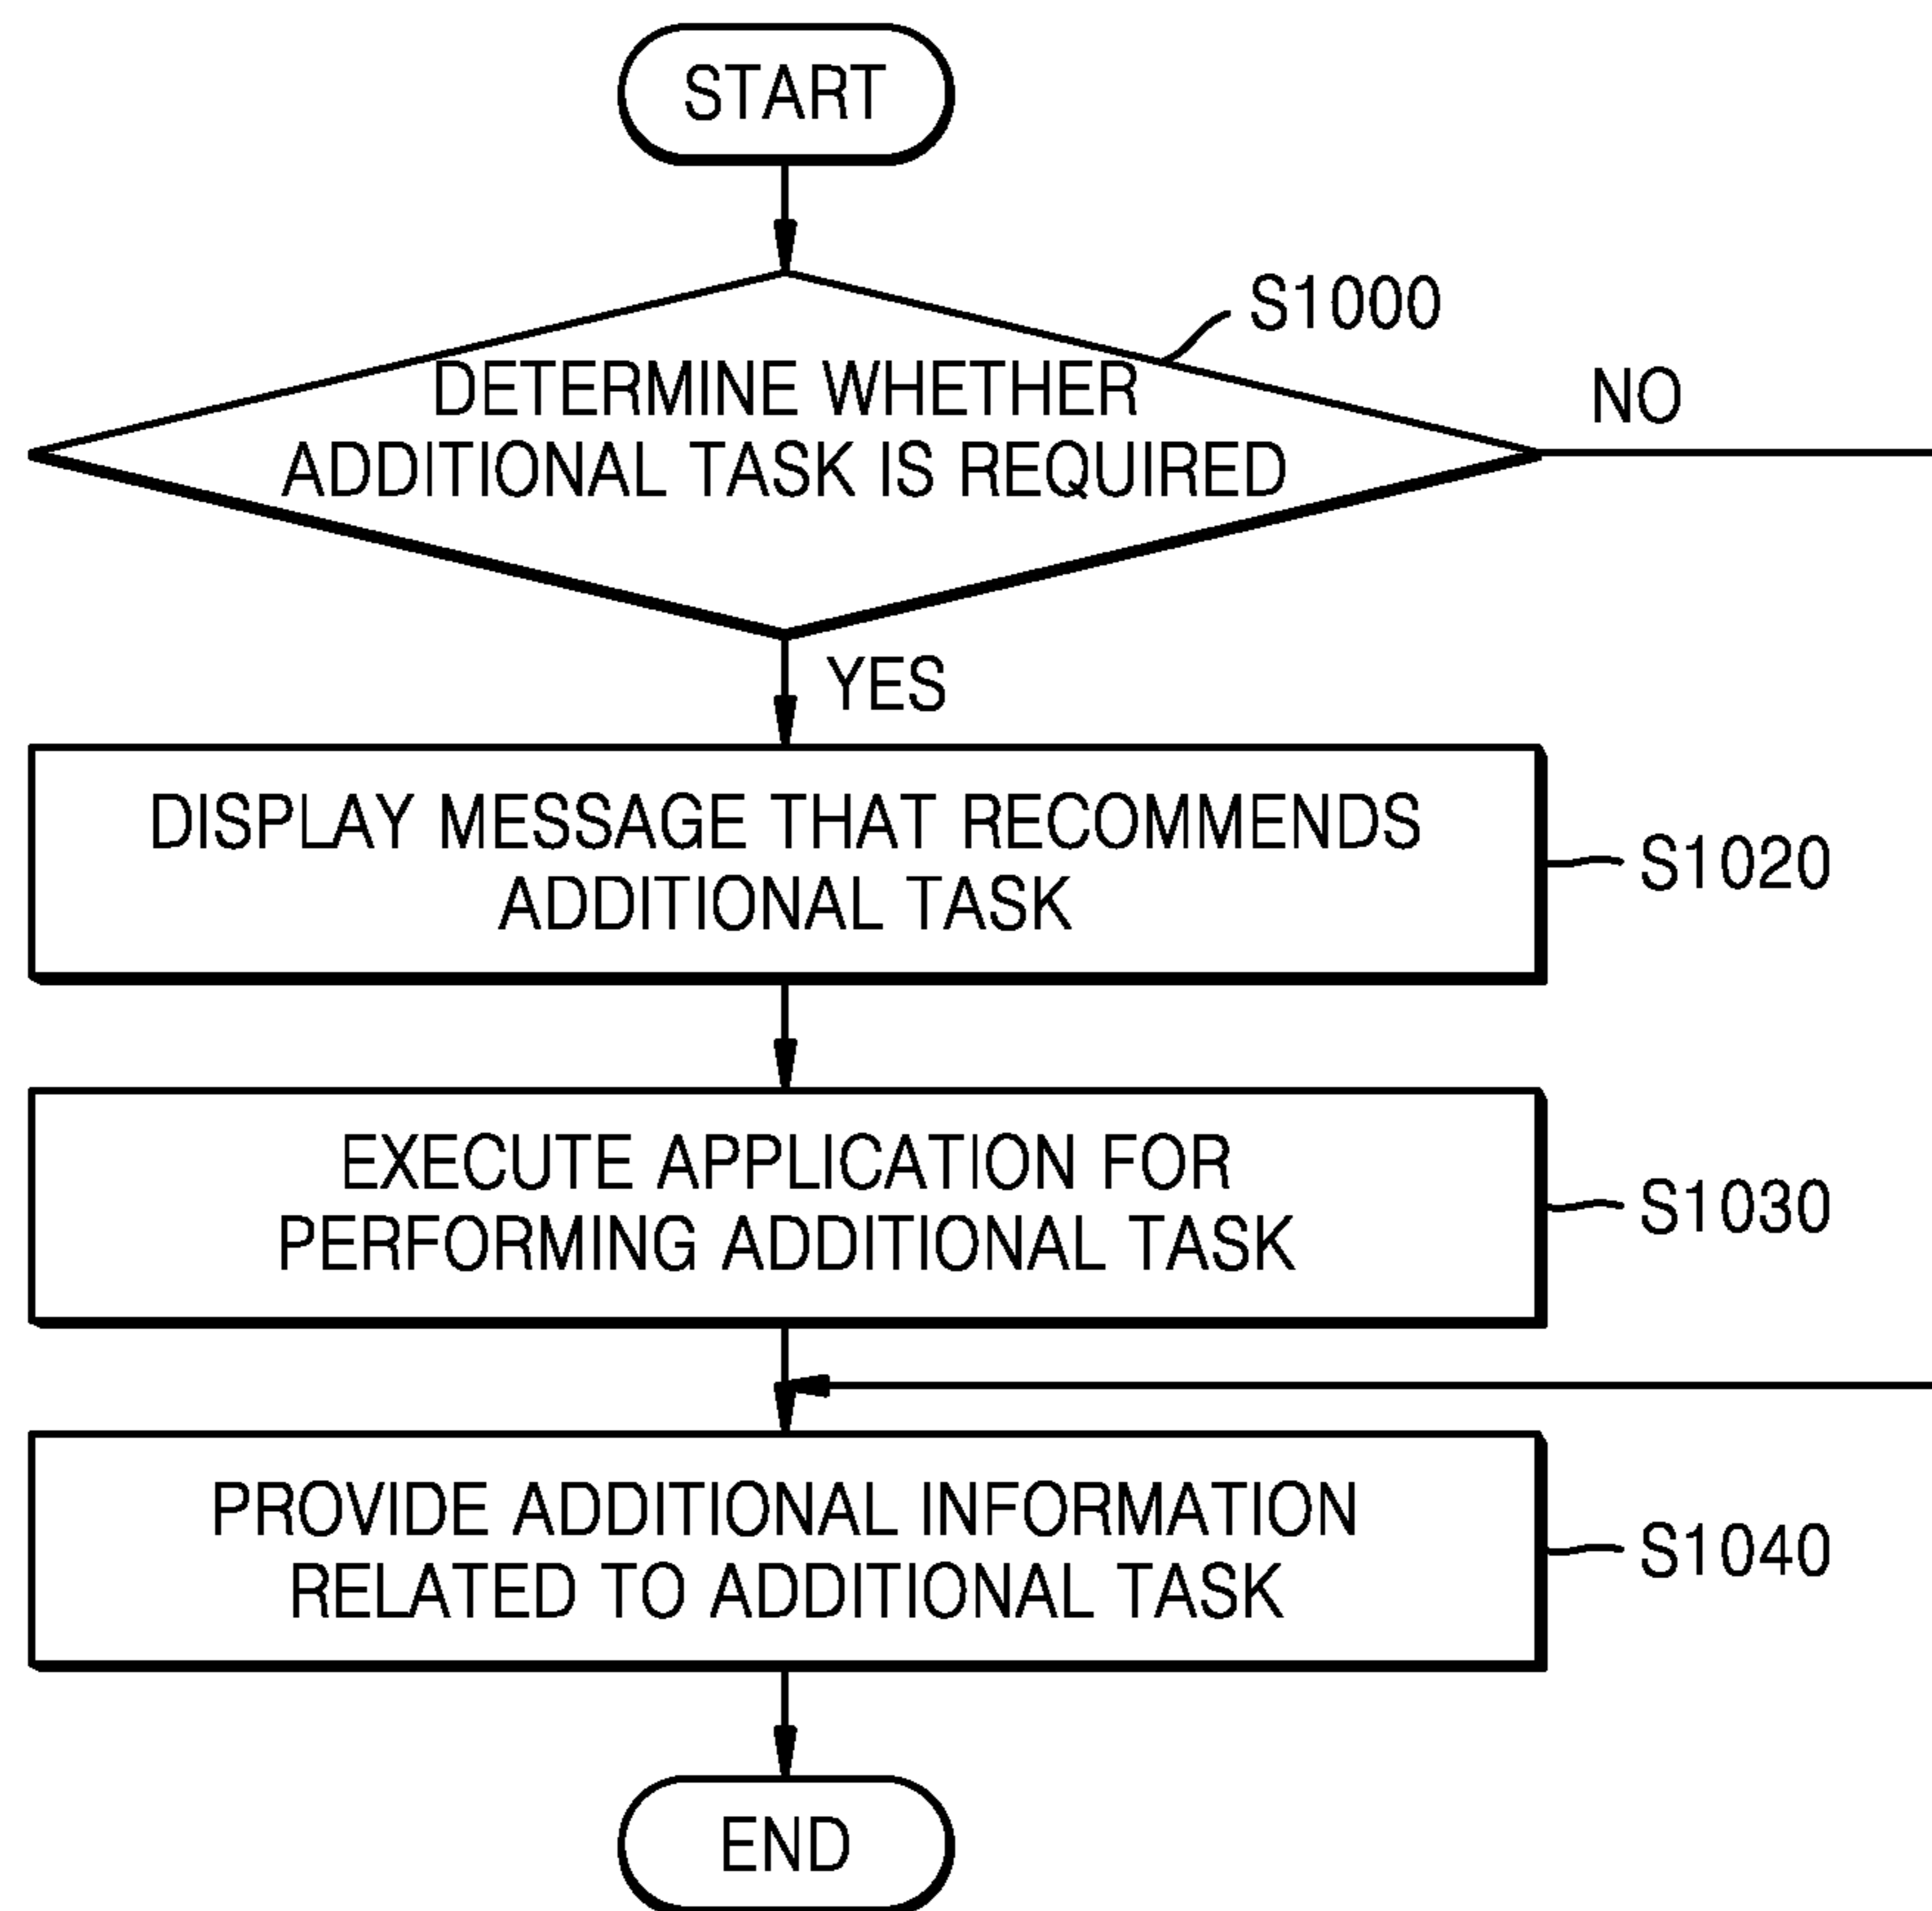 START
S1000
DETERMINE WHETHER
ADDITIONAL TASK IS REQUIRED
NO
YES
DISPLAY MESSAGE THAT RECOMMENDS
ADDITIONAL TASK
S1020
EXECUTE APPLICATION FOR
PERFORMING ADDITIONAL TASK
S1030
PROVIDE ADDITIONAL INFORMATION
RELATED TO ADDITIONAL TASK
S1040
END